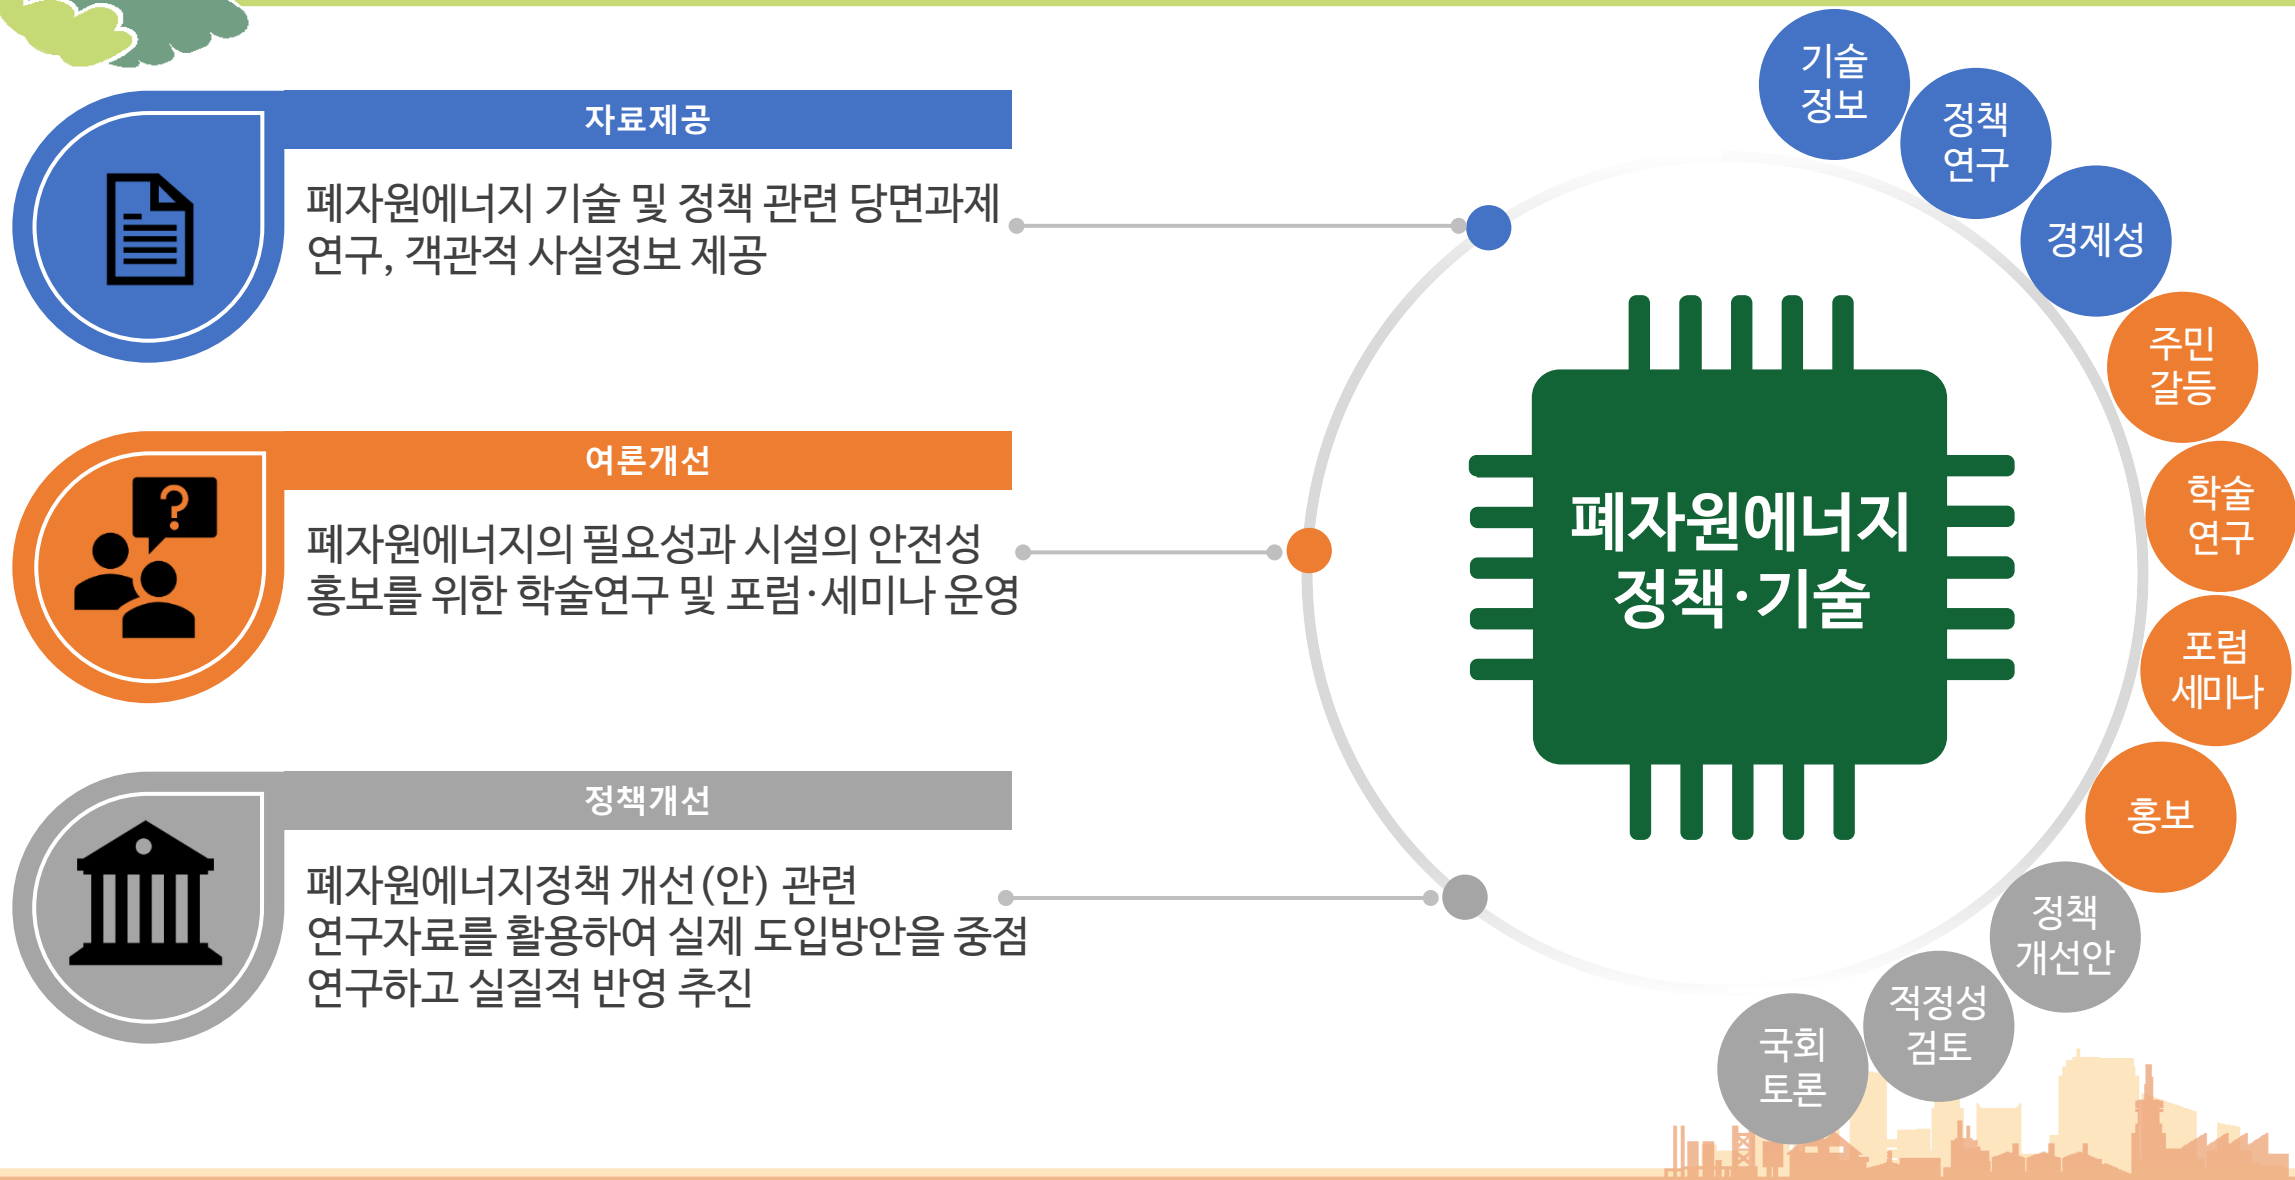 자료제공
폐자원에너지 기술 및 정책 관련 당면과제
연구, 객관적 사실정보 제공
여론개선
폐자원에너지의 필요성과 시설의 안전성
홍보를 위한 학술연구 및 포럼·세미나 운영
정책개선
폐자원에너지정책 개선(안) 관련
연구자료를 활용하여 실제 도입방안을 중점
연구하고 실질적 반영 추진
폐자원에너지
정책·기술
기술
정보
정책
연구
경제성
주민
갈등
학술
연구
포럼
세미나
홍보
정책
개선안
적정성
검토
국회
토론